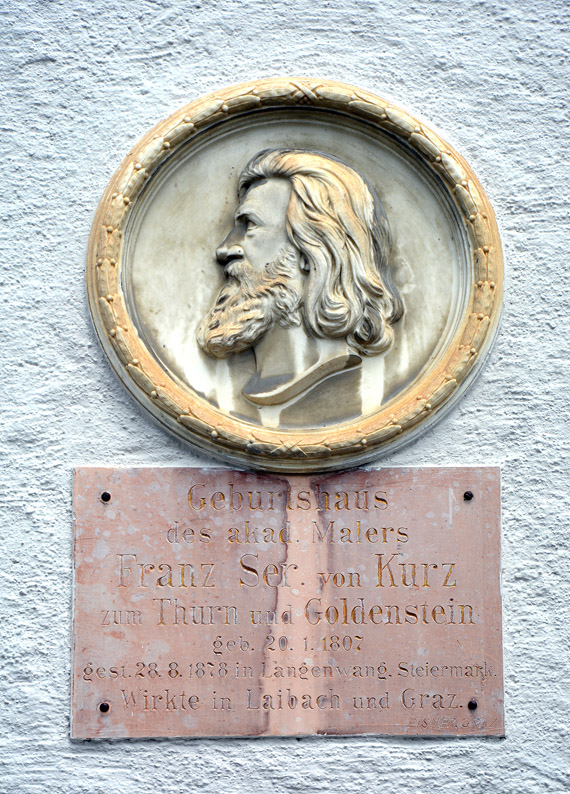 Geburtshaus
des akad. Malers
Franz Ser. von Kurz
zum Thurn und Goldenstein
geb. 20. 1. 1807
gest. 28. 8. 1878 in Langenwang. Steiermark.
Wirkte in Laibach und Graz.